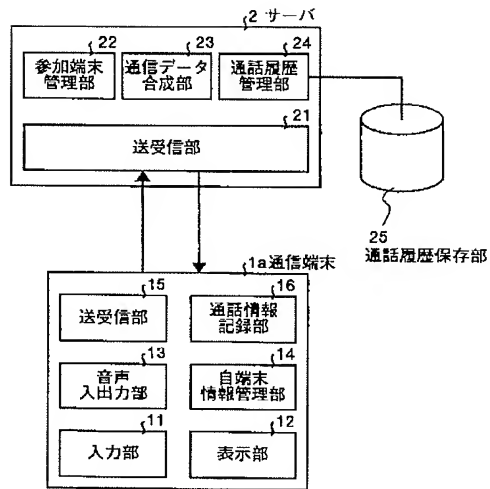 2 サーバ
22
23
24
参加端末
管理部
通信データ
合成部
通話履歴
管理部
21
送受信部
25
通話履歴保存部
1a通信端末
15
送受信部
16
通話情報
記録部
13
音声
入出力部
14
自端末
情報管理部
11
入力部
12
表示部